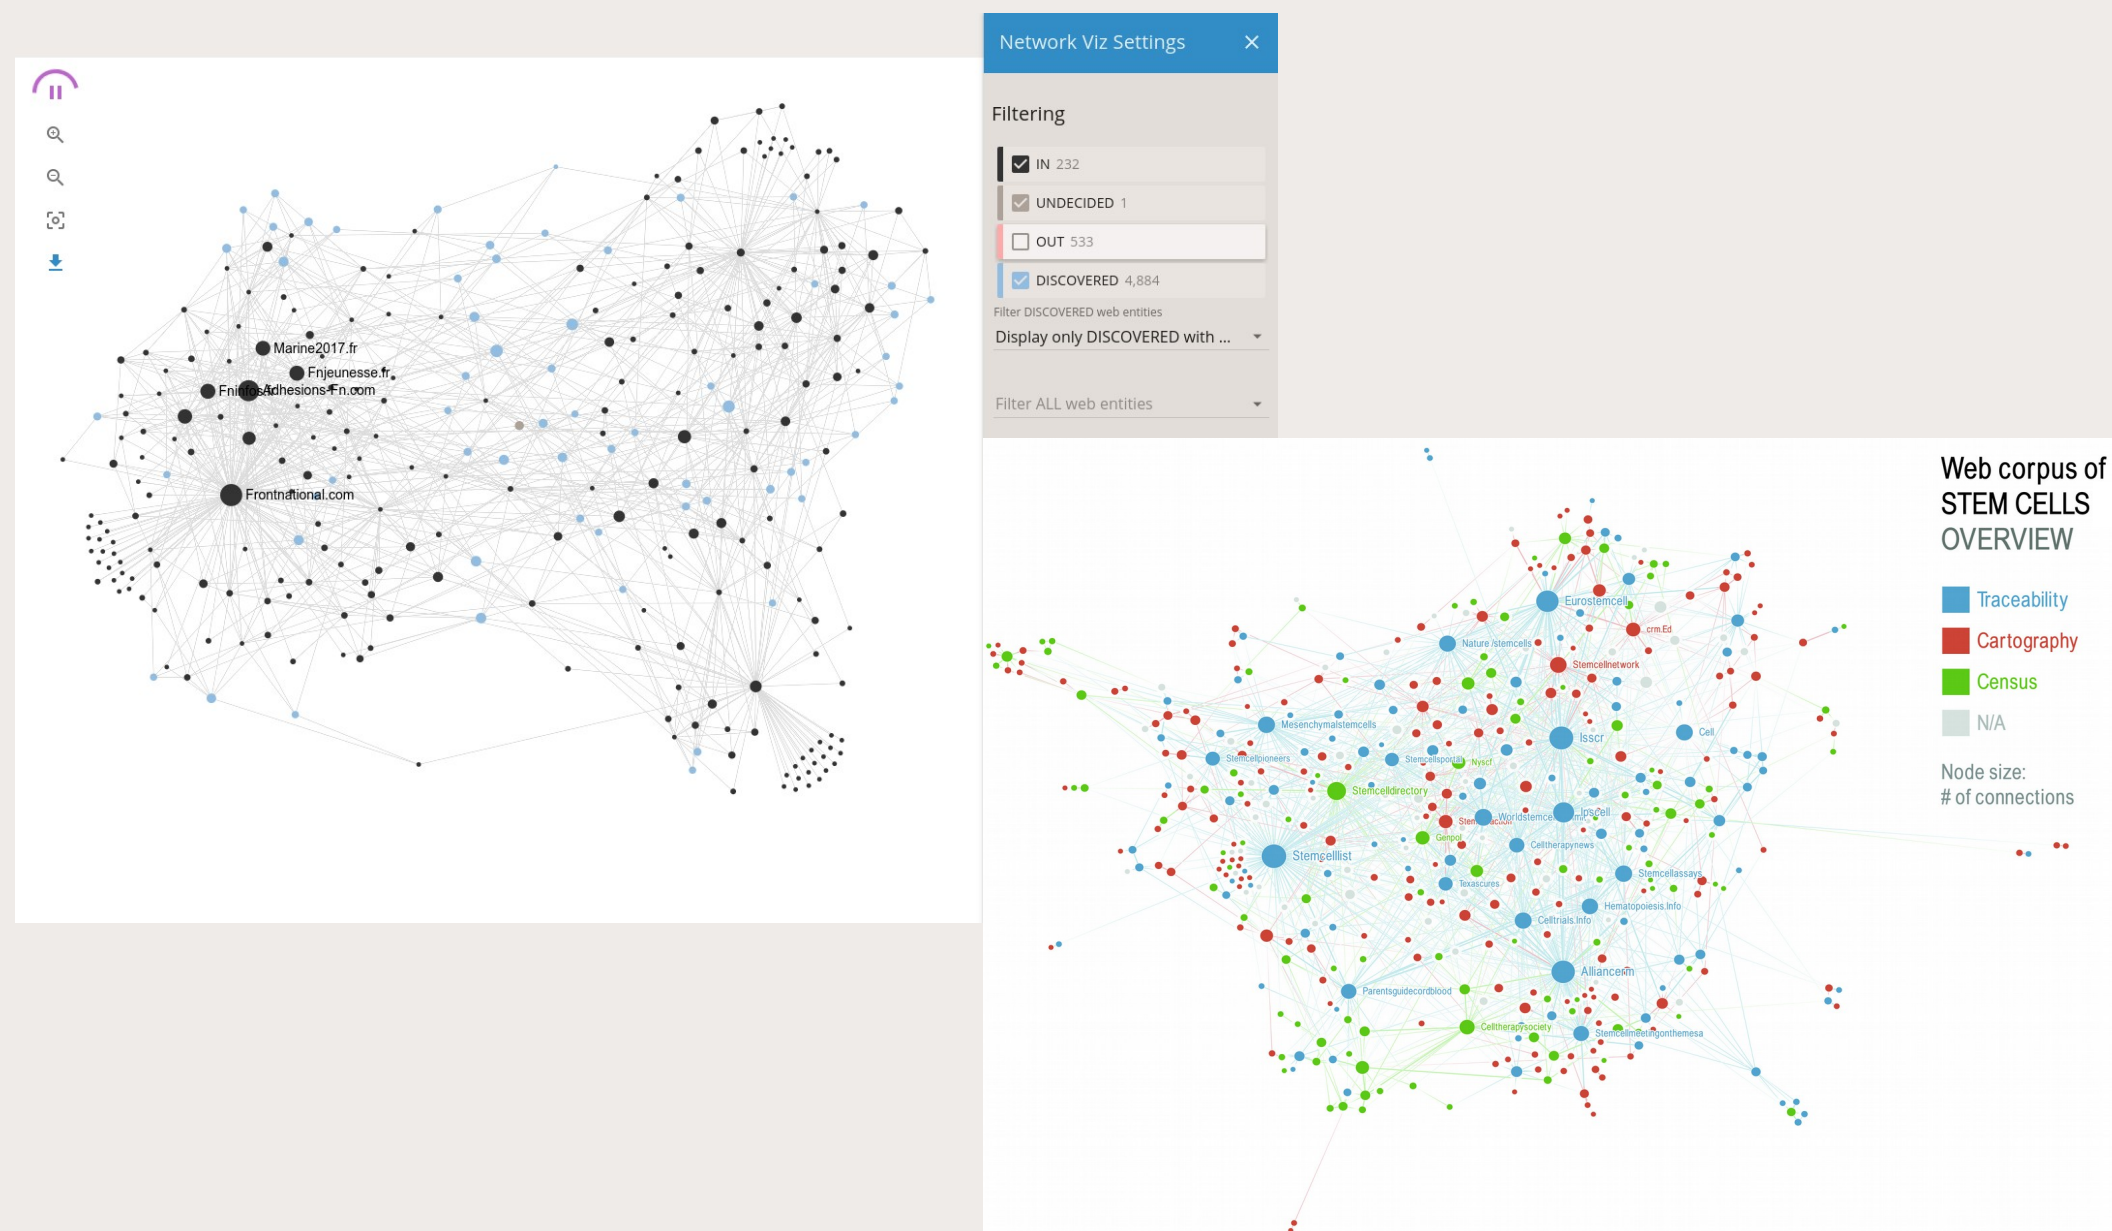 Network Viz Settings
Filtering
IN 232
UNDECIDED 1
OUT 533
DISCOVERED 4,884
Filter DISCOVERED web entities
Display only DISCOVERED with ...
Filter ALL web entities
Marine2017.fr
Fnjeunesse.fr
Fninfos.fr
Adhesions-Fn.com
Frontnational.com
Web corpus of
STEM CELLS
OVERVIEW
Traceability
Cartography
Census
N/A
Node size:
# of connections
Eurostemcell
crm.Ed
Nature /stemcells
Stemcellnetwork
Mesenchymalstemcells
Isscr
Cell
Stemcellpioneers
Stemcellsportal
Nyscf
Stemcelldirectory
Ipscell
Genpol
Celltherapynews
Stemcelllist
Stemcellassays
Texascures
Hematopoiesis.Info
Celltrials.Info
Alliancerm
Parentsguidecordblood
Celltherapysociety
Stemcellmeetingonthemesa